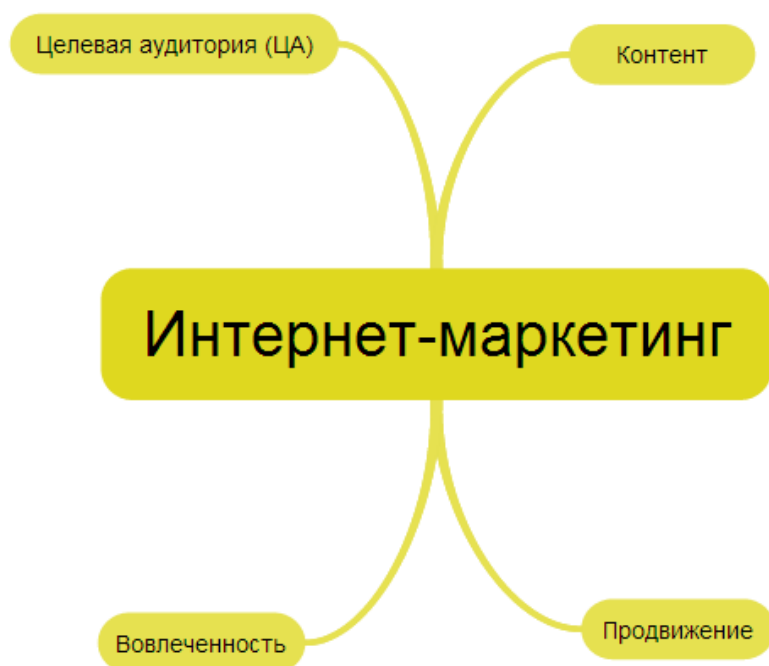 Целевая аудитория (ЦА)
Контент
Интернет-маркетинг
Вовлеченность
Продвижение